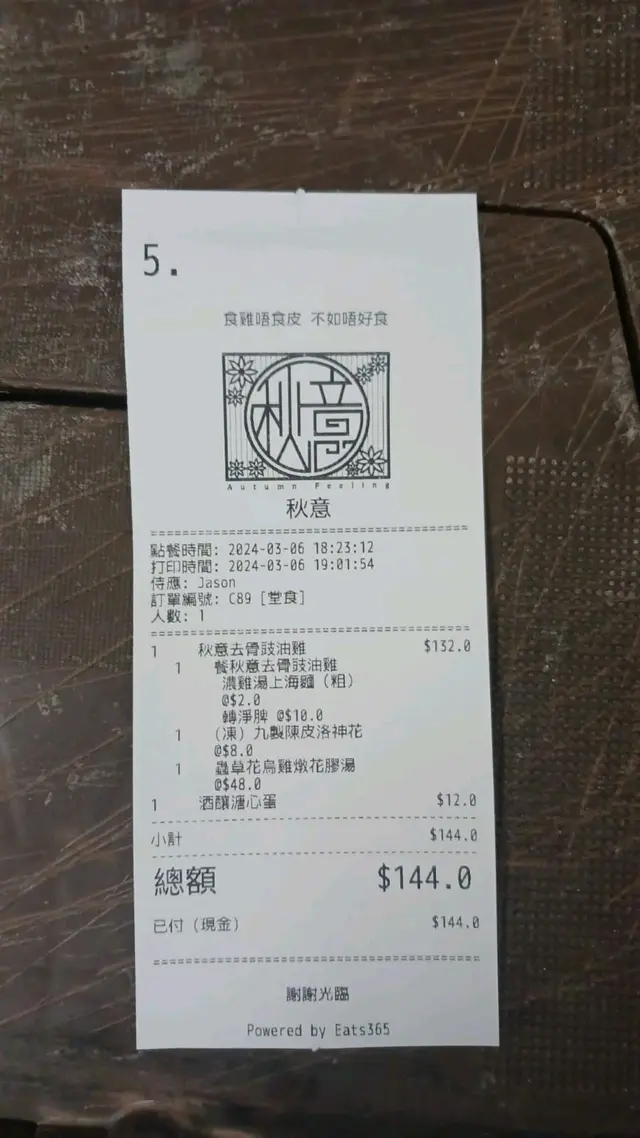 5.
食雞唔食皮 不如唔好食
秋意
Autumn Feeling
秋意
點餐時間: 2024-03-06 18:23:12
打印時間: 2024-03-06 19:01:54
侍應: Jason
訂單編號: C89 [堂食]
人數: 1
1 秋意去骨豉油雞 $132.0
1 餐秋意去骨豉油雞
濃雞湯上海麵（粗）
@$2.0
轉淨脾 @$10.0
1 (凍) 九製陳皮洛神花
@$8.0
1 蟲草花烏雞燉花膠湯
@$48.0
1 酒釀溏心蛋 $12.0
小計 $144.0
總額 $144.0
已付 (現金) $144.0
謝謝光臨
Powered by Eats365